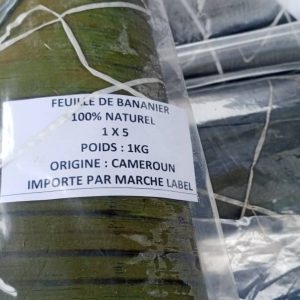 FEUILLE DE BANANIER
100% NATUREL
1 X 5
POIDS : 1KG
ORIGINE : CAMEROUN
IMPORTE PAR MARCHE LABEL